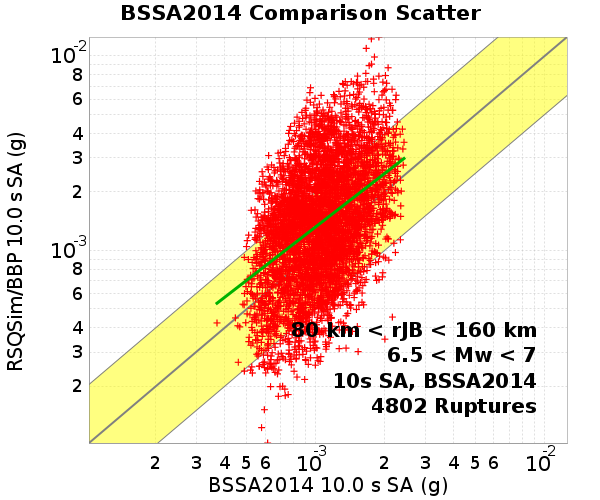 BSSA2014 Comparison Scatter
RSQSim/BBP 10.0 s SA (g)
10-2
8
6
4
3
2
10-3
8
6
4
3
2
80 km < rJB < 160 km
6.5 < Mw < 7
10s SA, BSSA2014
4802 Ruptures
2 3 4 5 6 10-3 2 3 4 5 6 10-2
BSSA2014 10.0 s SA (g)